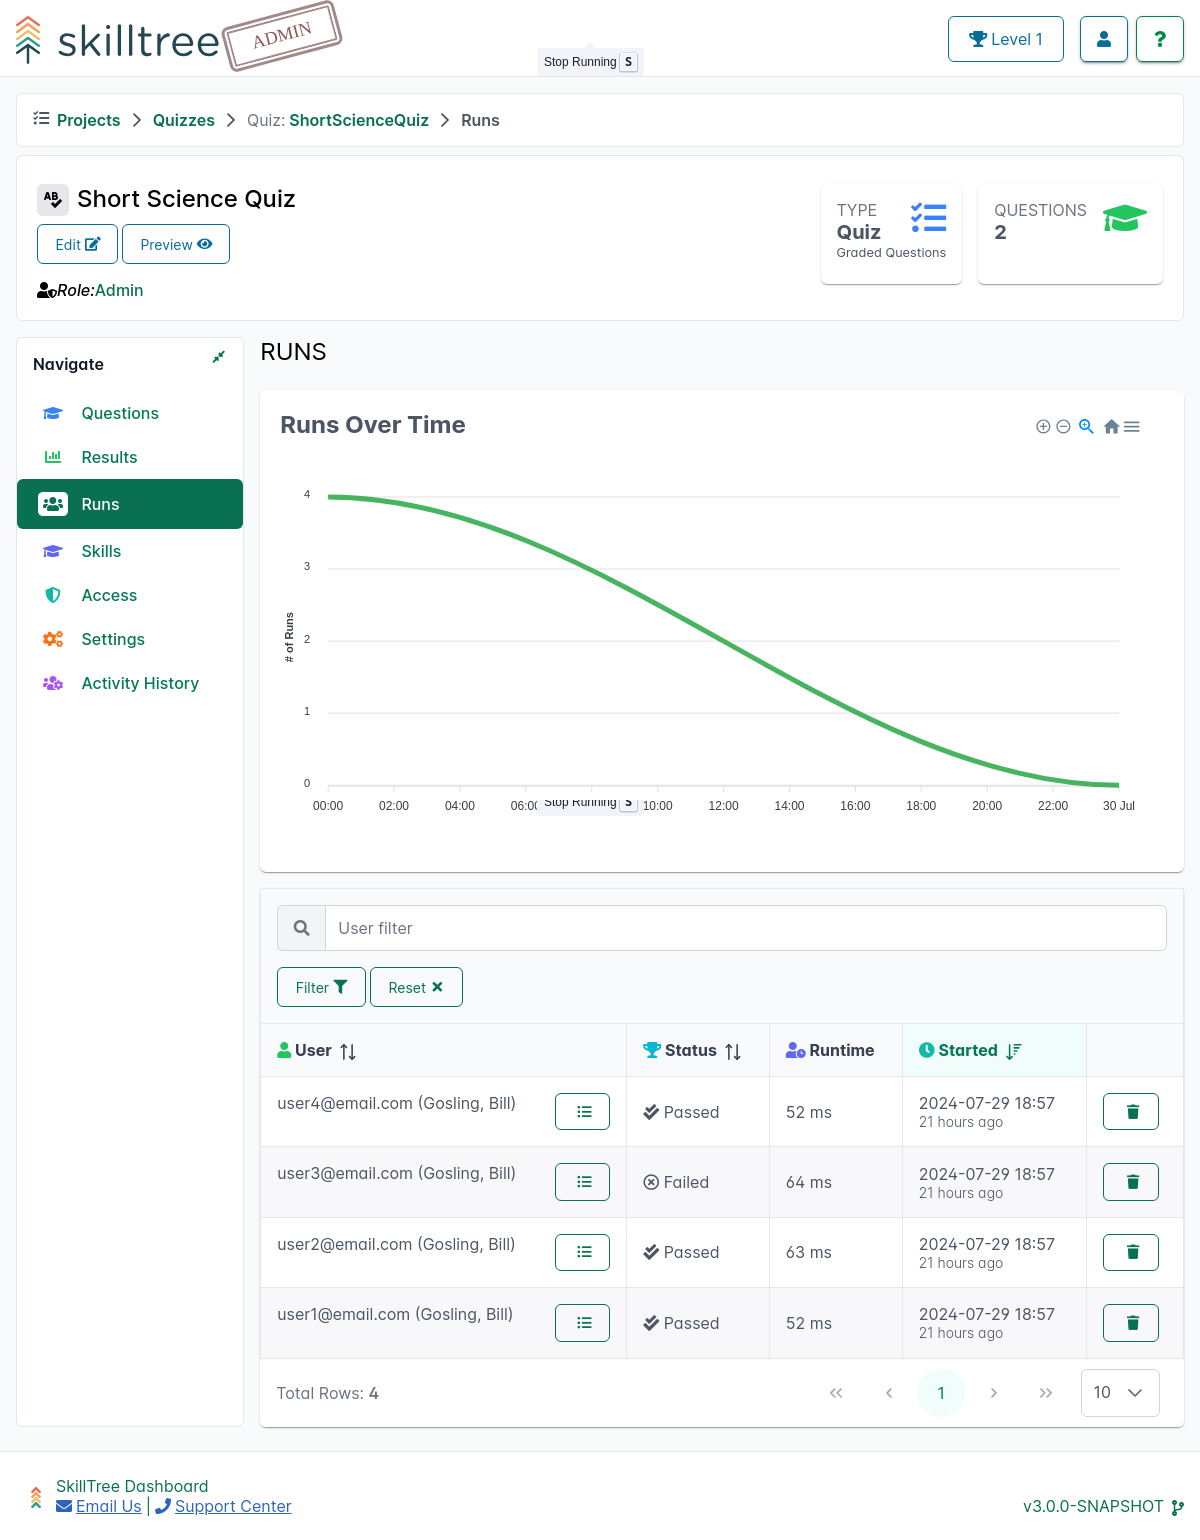 skilltree ADMIN
Level 1
Stop Running S
Projects > Quizzes > Quiz: ShortScienceQuiz > Runs
Short Science Quiz
Edit Preview
Role:Admin
TYPE
Quiz
Graded Questions
QUESTIONS
2
Navigate
Questions
Results
Runs
Skills
Access
Settings
Activity History
RUNS
Runs Over Time
# of Runs
4
3
2
1
0
00:00 02:00 04:00 06:00 10:00 12:00 14:00 16:00 18:00 20:00 22:00 30 Jul
Stop Running S
User filter
Filter Reset
User Status Runtime Started
user4@email.com (Gosling, Bill) Passed 52 ms 2024-07-29 18:57
21 hours ago
user3@email.com (Gosling, Bill) Failed 64 ms 2024-07-29 18:57
21 hours ago
user2@email.com (Gosling, Bill) Passed 63 ms 2024-07-29 18:57
21 hours ago
user1@email.com (Gosling, Bill) Passed 52 ms 2024-07-29 18:57
21 hours ago
Total Rows: 4 1 10
SkillTree Dashboard
Email Us | Support Center
v3.0.0-SNAPSHOT